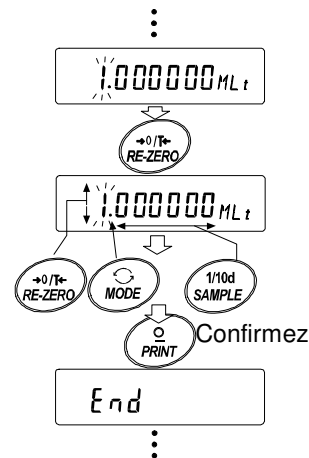 1.000000 MLt
→0/T←
RE-ZERO
1.000000 MLt
→0/T←
RE-ZERO
MODE
1/10d
SAMPLE
PRINT
Confirmez
End